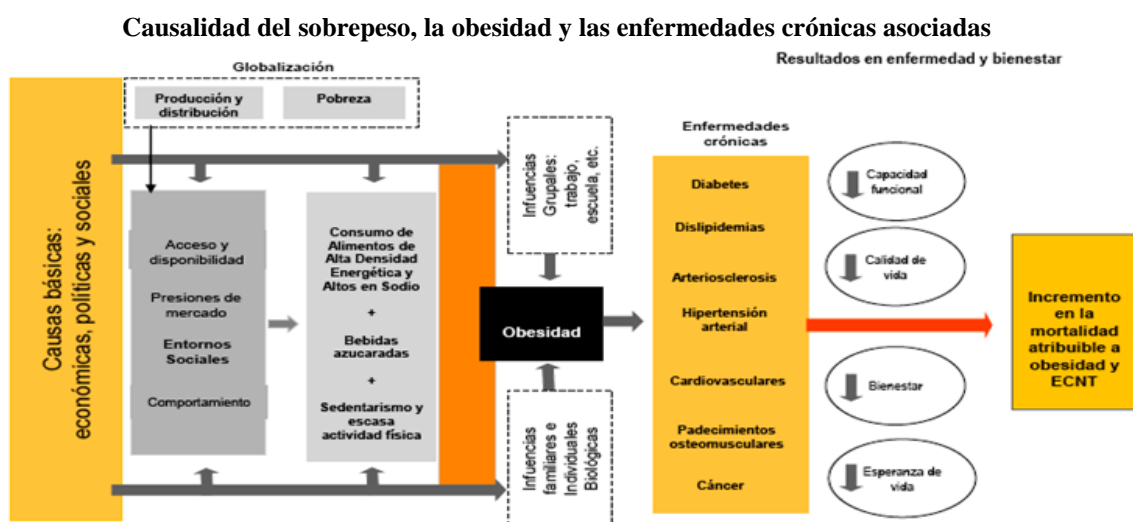 Causalidad del sobrepeso, la obesidad y las enfermedades crónicas asociadas
Globalización
Producción y
distribución
Pobreza
Resultados en enfermedad y bienestar
Causas básicas:
económicas, políticas y sociales
Acceso y
disponibilidad
Presiones de
mercado
Entornos
Sociales
Comportamiento
Consumo de
Alimentos de
Alta Densidad
Energética y
Altos en Sodio
+
Bebidas
azucaradas
+
Sedentarismo y
escasa
actividad física
Infuencias
Grupales:
trabajo,
escuela, etc.
Obesidad
Infuencias
familiares e
Individuales
Biológicas
Enfermedades
crónicas
Diabetes
Dislipidemias
Arteriosclerosis
Hipertensión
arterial
Cardiovasculares
Padecimientos
osteomusculares
Cáncer
Capacidad
funcional
Calidad de
vida
Bienestar
Esperanza de
vida
Incremento
en la
mortalidad
atribuible a
obesidad y
ECNT